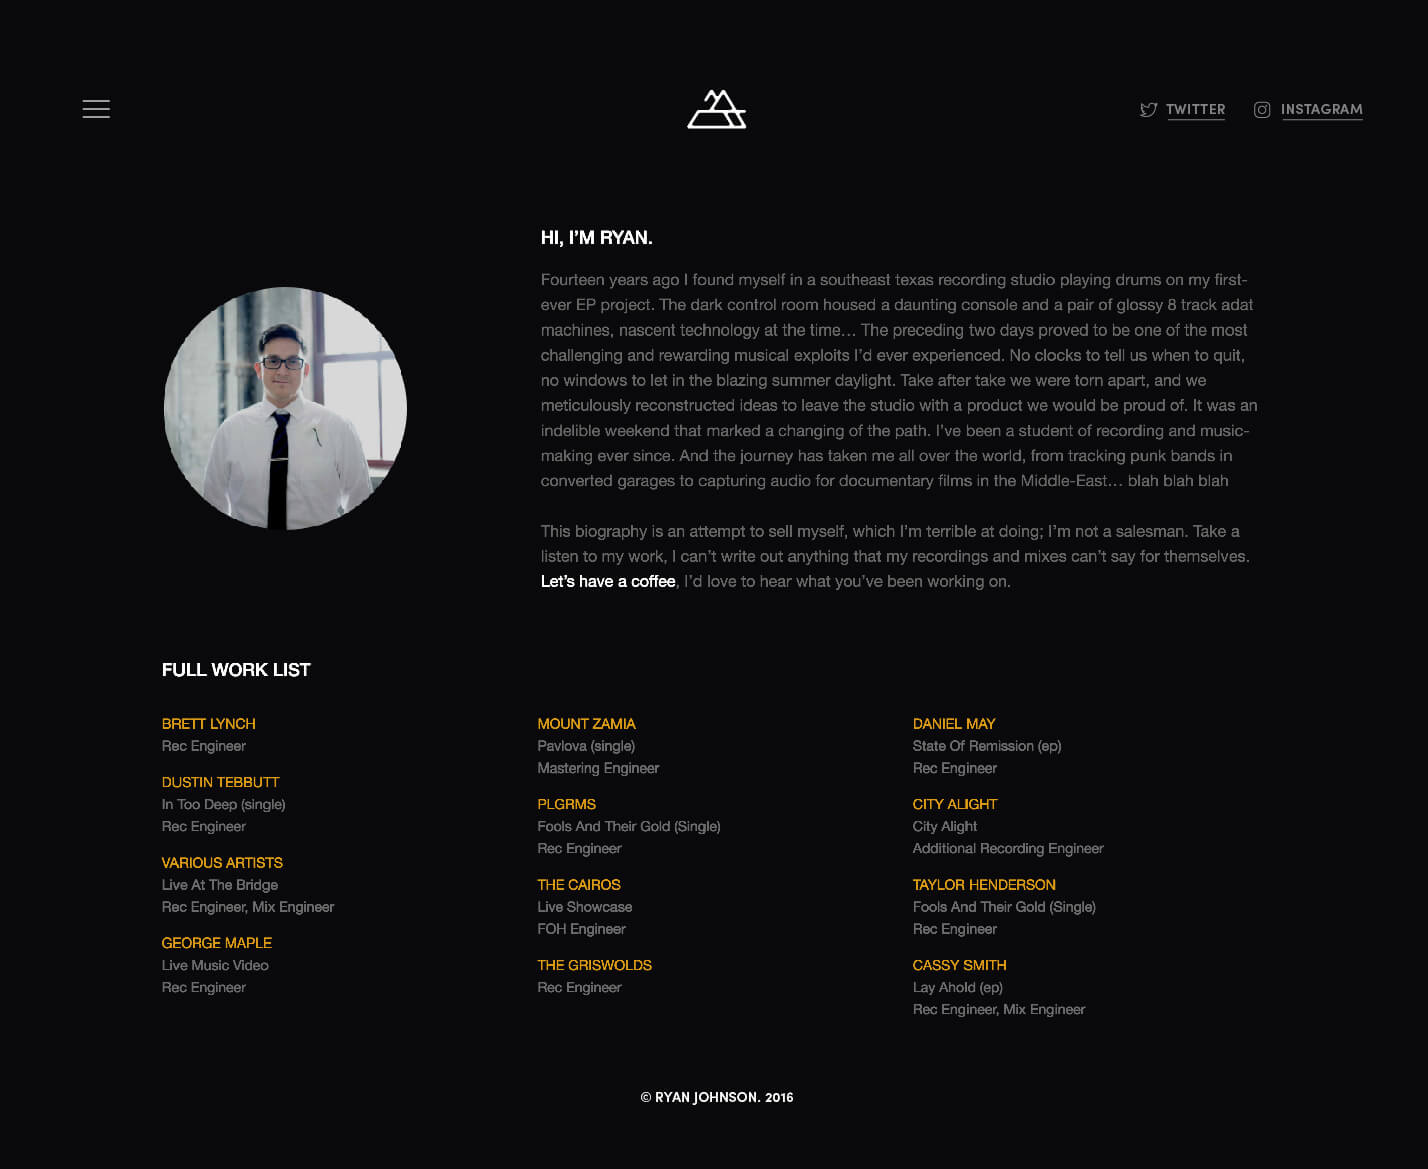 TWITTER
INSTAGRAM
HI, I’M RYAN.
Fourteen years ago I found myself in a southeast texas recording studio playing drums on my first-
ever EP project. The dark control room housed a daunting console and a pair of glossy 8 track adat
machines, nascent technology at the time… The preceding two days proved to be one of the most
challenging and rewarding musical exploits I’d ever experienced. No clocks to tell us when to quit,
no windows to let in the blazing summer daylight. Take after take we were torn apart, and we
meticulously reconstructed ideas to leave the studio with a product we would be proud of. It was an
indelible weekend that marked a changing of the path. I’ve been a student of recording and music-
making ever since. And the journey has taken me all over the world, from tracking punk bands in
converted garages to capturing audio for documentary films in the Middle-East… blah blah blah
This biography is an attempt to sell myself, which I’m terrible at doing; I’m not a salesman. Take a
listen to my work, I can’t write out anything that my recordings and mixes can’t say for themselves.
Let’s have a coffee, I’d love to hear what you’ve been working on.
FULL WORK LIST
BRETT LYNCH
Rec Engineer
DUSTIN TEBBUTT
In Too Deep (single)
Rec Engineer
VARIOUS ARTISTS
Live At The Bridge
Rec Engineer, Mix Engineer
GEORGE MAPLE
Live Music Video
Rec Engineer
MOUNT ZAMIA
Pavlova (single)
Mastering Engineer
PLGRMS
Fools And Their Gold (Single)
Rec Engineer
THE CAIROS
Live Showcase
FOH Engineer
THE GRISWOLDS
Rec Engineer
DANIEL MAY
State Of Remission (ep)
Rec Engineer
CITY ALIGHT
City Alight
Additional Recording Engineer
TAYLOR HENDERSON
Fools And Their Gold (Single)
Rec Engineer
CASSY SMITH
Lay Ahold (ep)
Rec Engineer, Mix Engineer
© RYAN JOHNSON. 2016